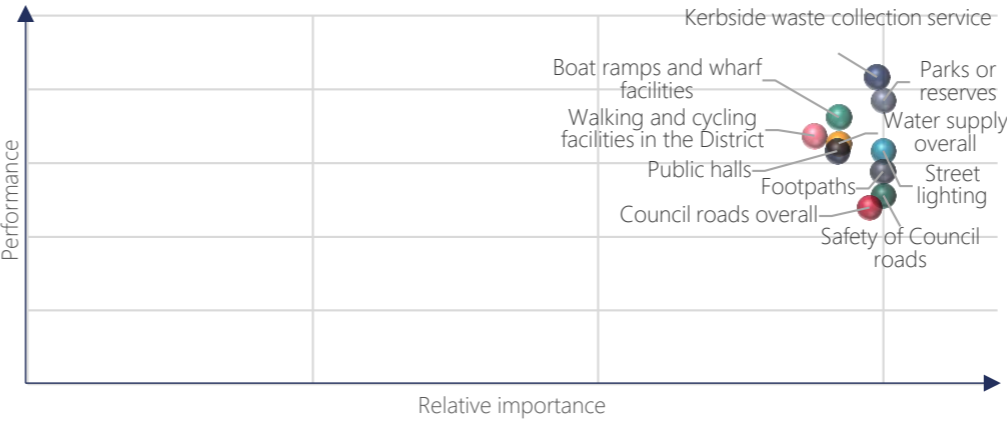 Kerbside waste collection service
Boat ramps and wharf
facilities
Parks or
reserves
Walking and cycling
facilities in the District
Water supply
overall
Public halls
Footpaths
Street
lighting
Council roads overall
Safety of Council
roads
Performance
Relative importance